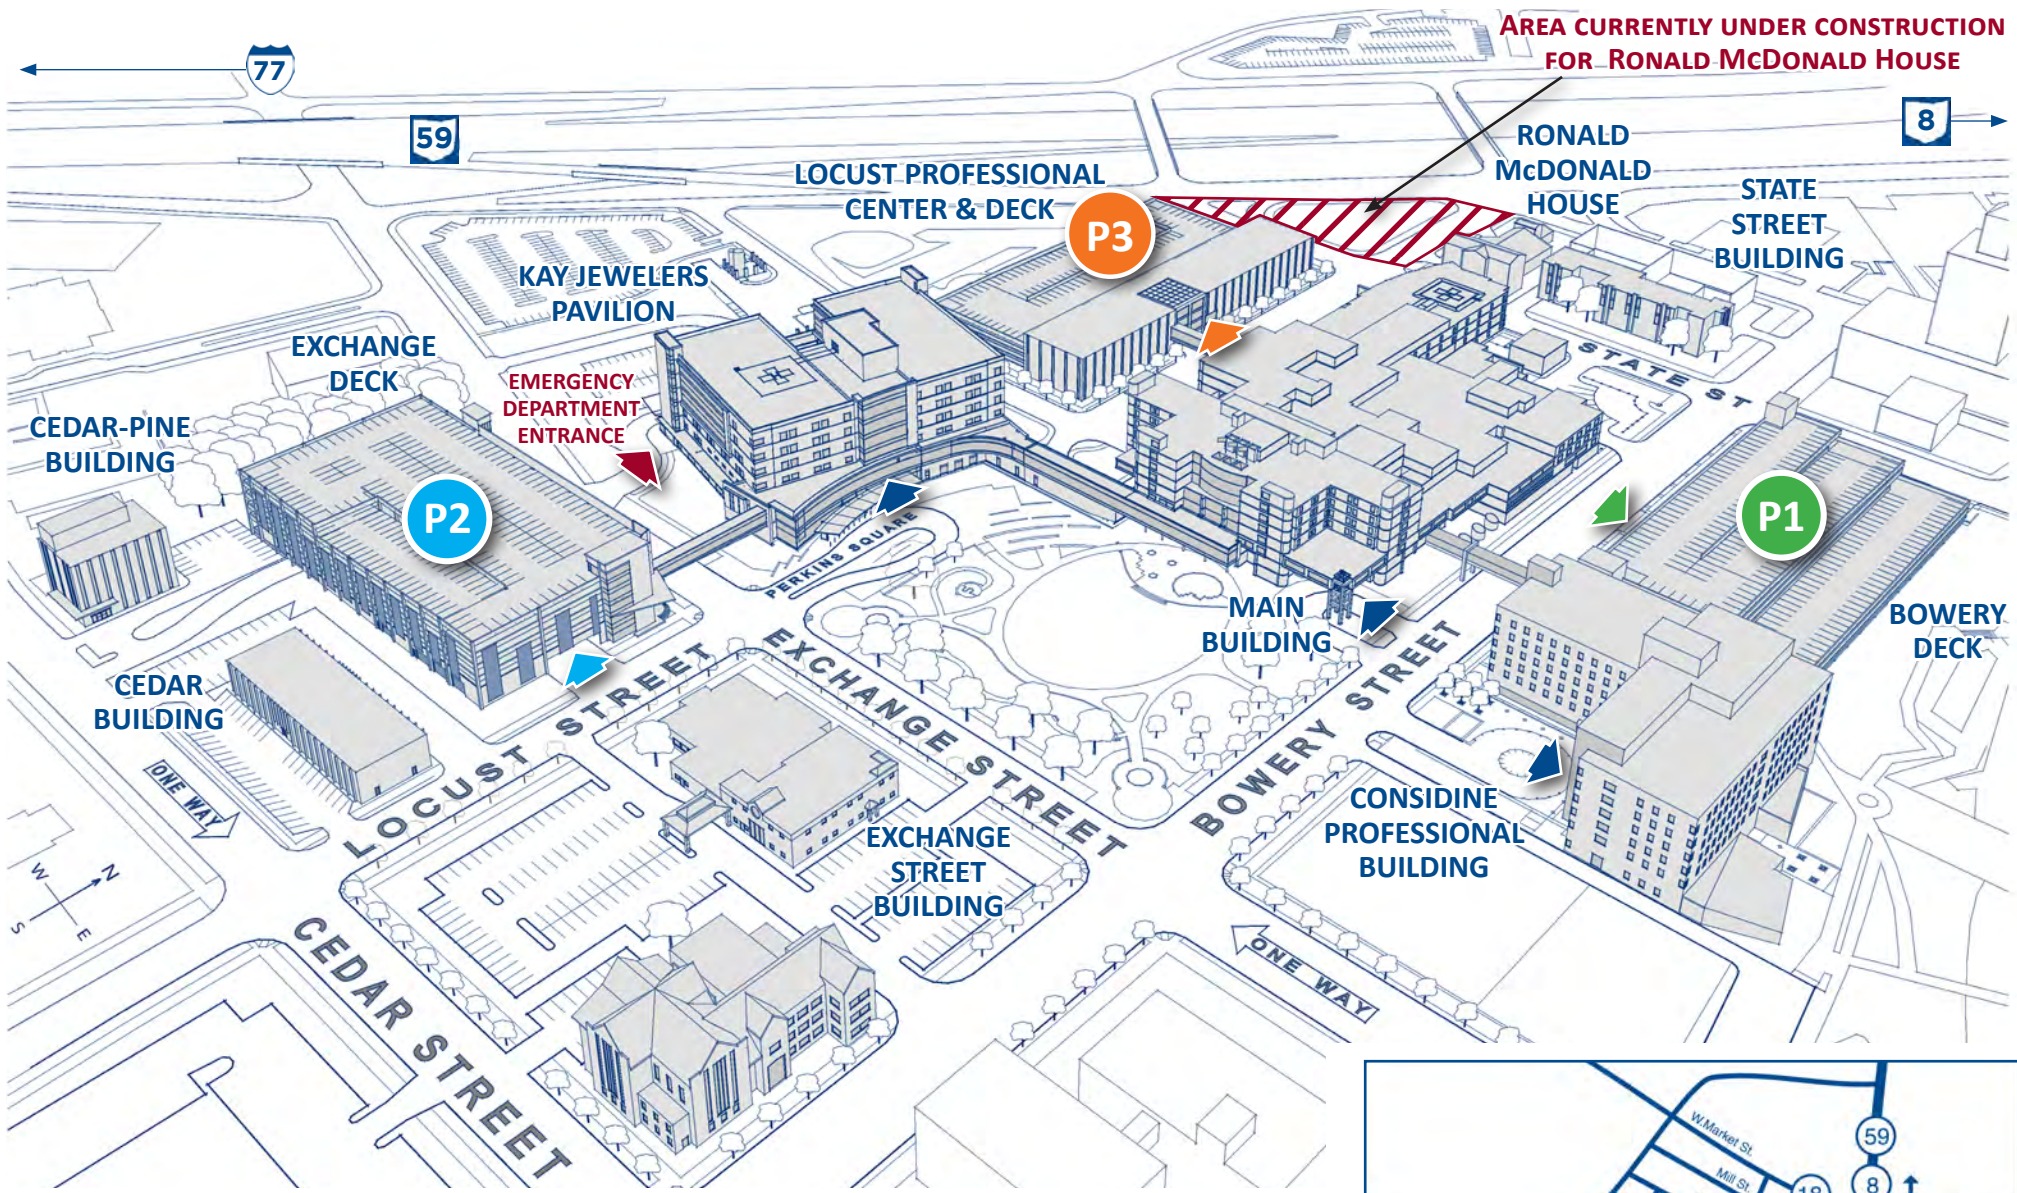 AREA CURRENTLY UNDER CONSTRUCTION
FOR RONALD MCDONALD HOUSE
77
59
8
RONALD
McDONALD
HOUSE
LOCUST PROFESSIONAL
CENTER & DECK
P3
STATE
STREET
BUILDING
KAY JEWELERS
PAVILION
EXCHANGE
DECK
EMERGENCY
DEPARTMENT
ENTRANCE
CEDAR-PINE
BUILDING
STATE ST
P2
P1
PERKINS SQUARE
MAIN
BUILDING
BOWERY
DECK
CEDAR
BUILDING
LOCUST STREET
EXCHANGE STREET
BOWERY STREET
ONE WAY
CONSIDINE
PROFESSIONAL
BUILDING
EXCHANGE
STREET
BUILDING
W
N
S
E
CEDAR STREET
ONE WAY
W.Market St.
Mill St.
59
8
18